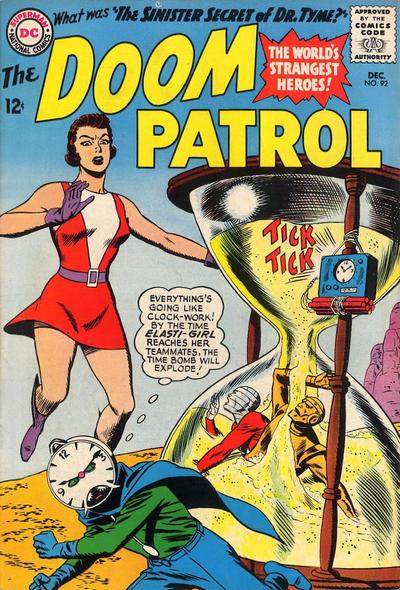 SUPERMAN
DC
NATIONAL COMICS
What was "The SINISTER SECRET OF DR. TYME?"
APPROVED
BY THE
COMICS
CODE
AUTHORITY
The
DOOM
PATROL
THE WORLD'S
STRANGEST
HEROES!
12¢
DEC.
NO. 92
TICK
TICK
EVERYTHING'S
GOING LIKE
CLOCK-WORK!
BY THE TIME
ELASTI-GIRL
REACHES HER
TEAMMATES, THE
TIME BOMB WILL
EXPLODE!